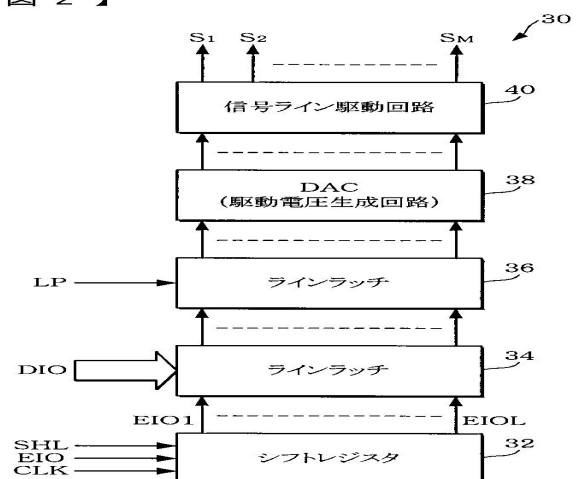 図 2 】
30
S1 S2 SM
信号ライン駆動回路
40
DAC
(駆動電圧生成回路)
38
LP
ラインラッチ
36
DIO
ラインラッチ
34
EIO1 EIOL
SHL
EIO
CLK
シフトレジスタ
32